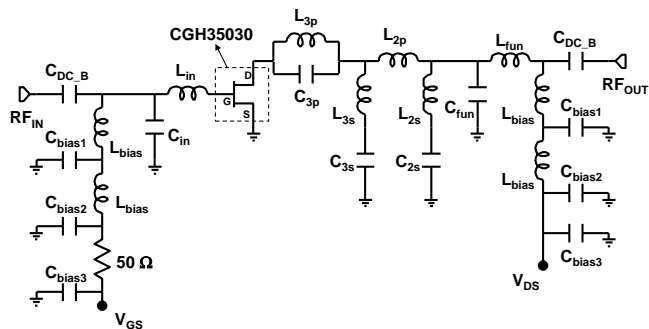 CGH35030
L3p
C3p
L2p
Lfun
CDC_B
CDC_B
Lin
D
G
S
RFIN
Cin
Lbias
Cbias1
Lbias
Cbias2
50 Ω
Cbias3
VGS
L3s
C3s
L2s
C2s
Cfun
RFOUT
Lbias
Cbias1
Lbias
Cbias2
Cbias3
VDS